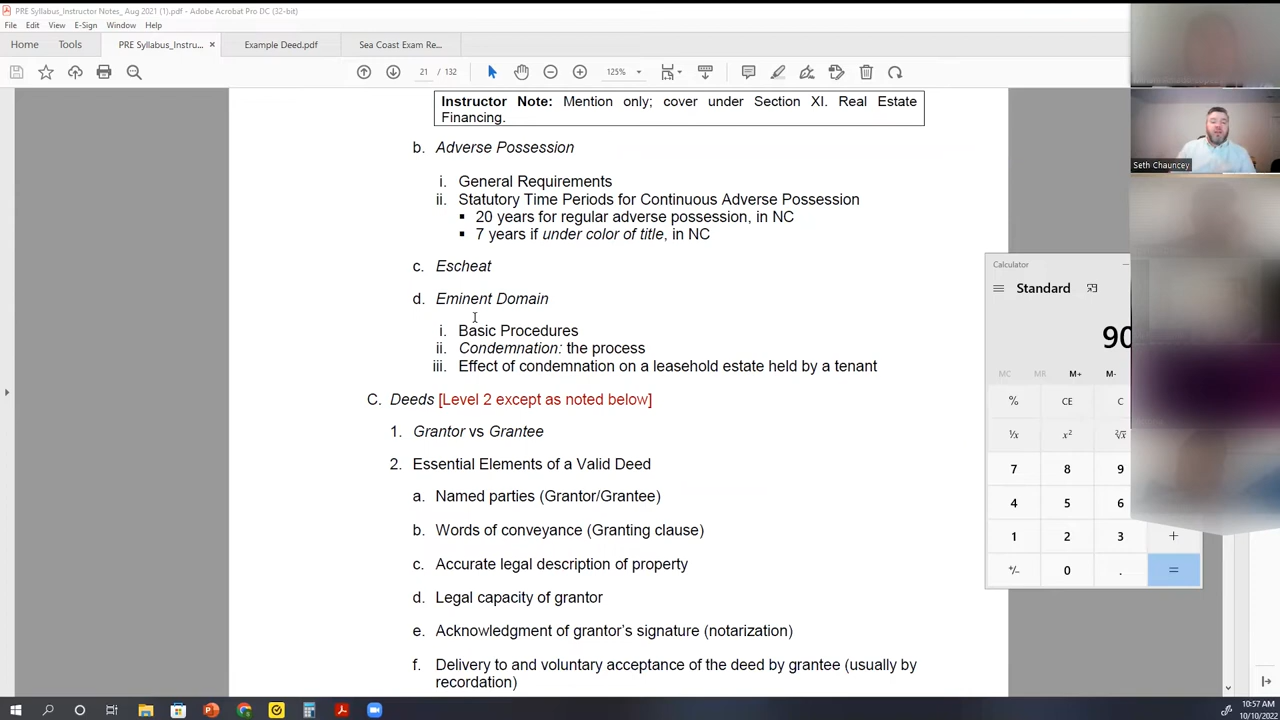 PRE Syllabus_Instructor Notes_ Aug 2021 (1).pdf - Adobe Acrobat Pro DC (32-bit)
File Edit View E-Sign Window Help
Home Tools PRE Syllabus_Instru... × Example Deed.pdf Sea Coast Exam Re...
21 / 132 125%
Instructor Note: Mention only; cover under Section XI. Real Estate
Financing.
b. Adverse Possession
i. General Requirements
ii. Statutory Time Periods for Continuous Adverse Possession
▪ 20 years for regular adverse possession, in NC
▪ 7 years if under color of title, in NC
c. Escheat
d. Eminent Domain
i. Basic Procedures
ii. Condemnation: the process
iii. Effect of condemnation on a leasehold estate held by a tenant
C. Deeds [Level 2 except as noted below]
1. Grantor vs Grantee
2. Essential Elements of a Valid Deed
a. Named parties (Grantor/Grantee)
b. Words of conveyance (Granting clause)
c. Accurate legal description of property
d. Legal capacity of grantor
e. Acknowledgment of grantor's signature (notarization)
f. Delivery to and voluntary acceptance of the deed by grantee (usually by
recordation)
Seth Chauncey
Calculator
Standard
90
MC MR M+ M-
% CE C
⅟x x² ²√x
7 8 9
4 5 6
1 2 3 +
+/- 0 . =
10:57 AM
10/10/2022